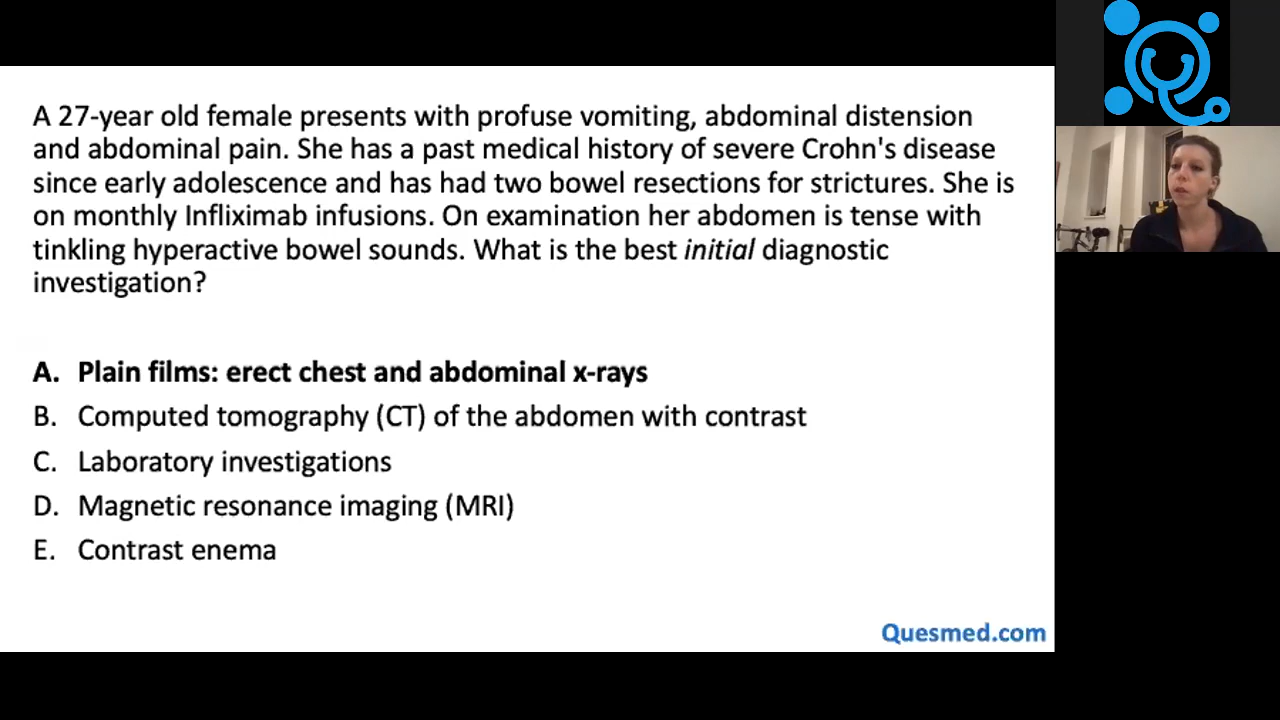 A 27-year old female presents with profuse vomiting, abdominal distension
and abdominal pain. She has a past medical history of severe Crohn's disease
since early adolescence and has had two bowel resections for strictures. She is
on monthly Infliximab infusions. On examination her abdomen is tense with
tinkling hyperactive bowel sounds. What is the best initial diagnostic
investigation?
A. Plain films: erect chest and abdominal x-rays
B. Computed tomography (CT) of the abdomen with contrast
C. Laboratory investigations
D. Magnetic resonance imaging (MRI)
E. Contrast enema
Quesmed.com